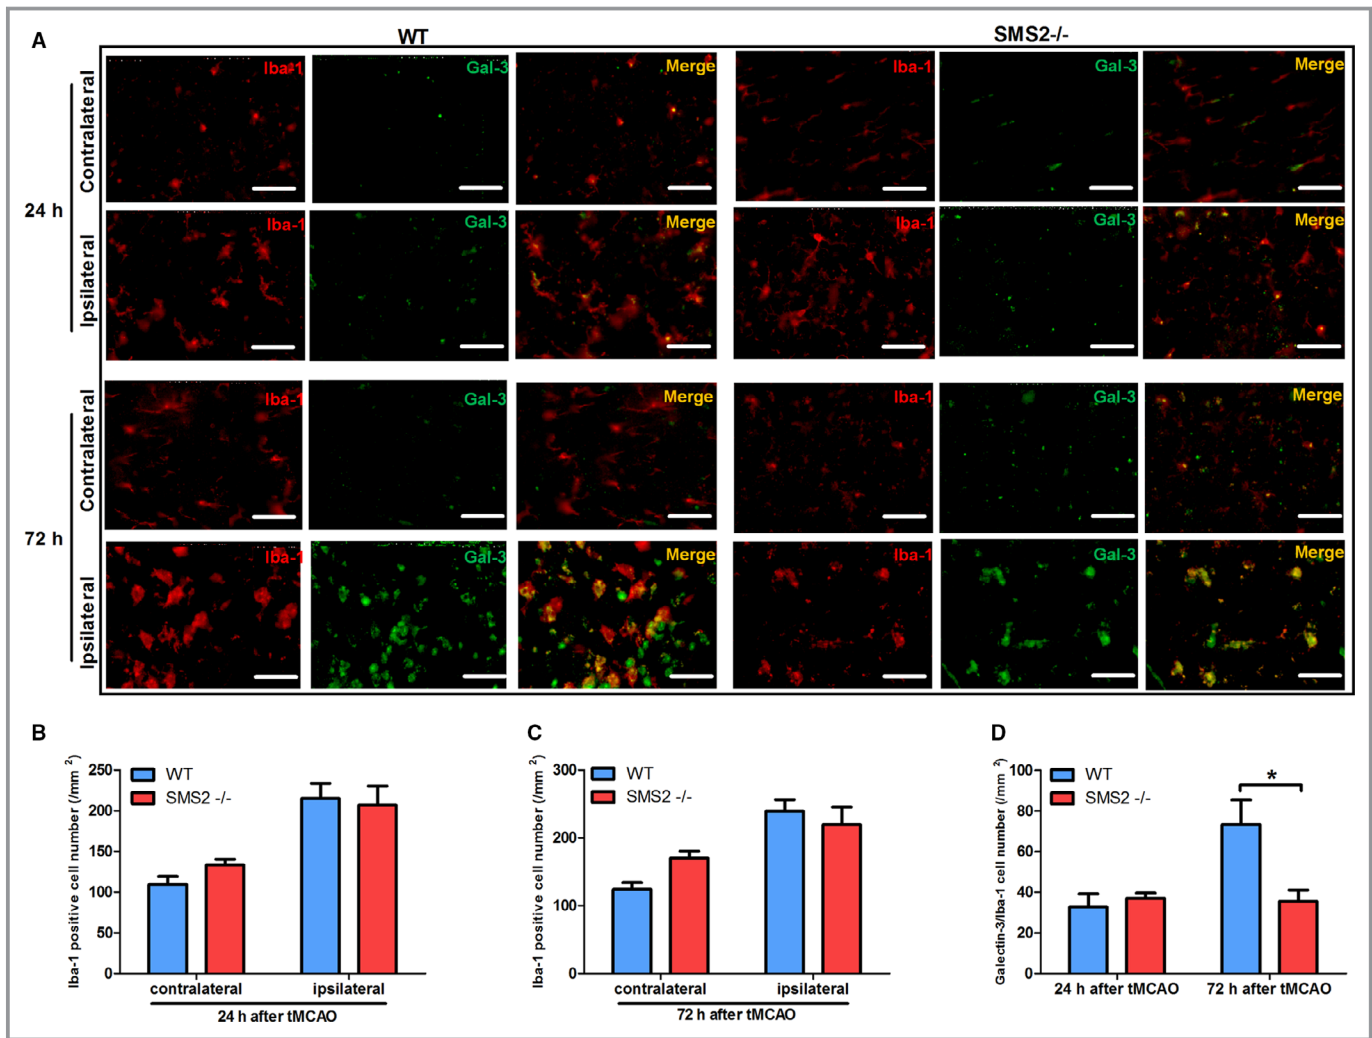 A
WT
SMS2-/-
Iba-1 Gal-3 Merge Iba-1 Gal-3 Merge
Contralateral
24 h
Iba-1 Gal-3 Merge Iba-1 Gal-3 Merge
Ipsilateral
Iba-1 Gal-3 Merge Iba-1 Gal-3 Merge
Contralateral
72 h
Iba-1 Gal-3 Merge Iba-1 Gal-3 Merge
Ipsilateral
B
Iba-1 positive cell number (/mm 2)
250
200
150
100
50
0
WT
SMS2 -/-
contralateral ipsilateral
24 h after tMCAO
C
Iba-1 positive cell number (/mm 2)
300
200
100
0
WT
SMS2 -/-
contralateral ipsilateral
72 h after tMCAO
D
Galectin-3/Iba-1 cell number (/mm 2)
100
80
60
40
20
0
WT
SMS2 -/-
*
24 h after tMCAO 72 h after tMCAO